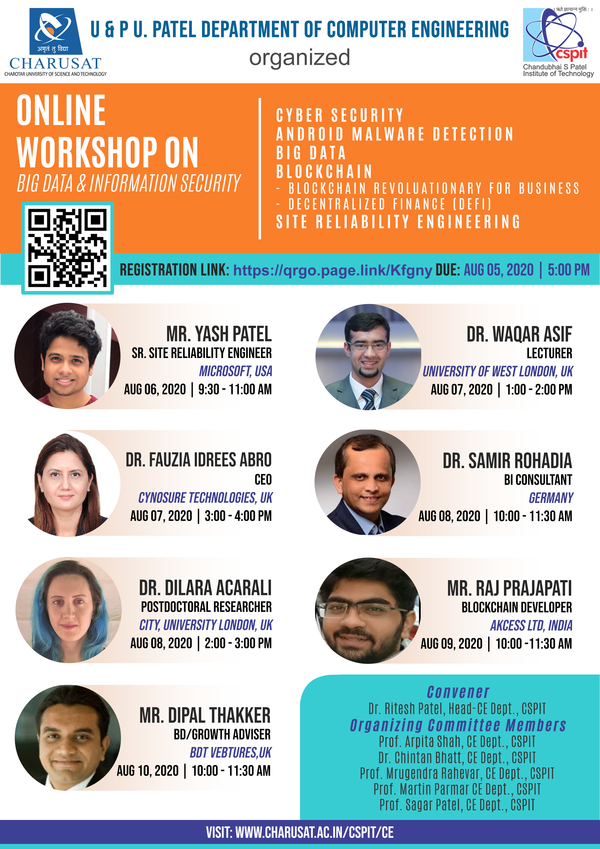 U & P U. PATEL DEPARTMENT OF COMPUTER ENGINEERING
organized
अमृतं तु विद्या
CHARUSAT
CHAROTAR UNIVERSITY OF SCIENCE AND TECHNOLOGY
cspit
Chandubhai S Patel
Institute of Technology
ONLINE
WORKSHOP ON
BIG DATA & INFORMATION SECURITY
CYBER SECURITY
ANDROID MALWARE DETECTION
BIG DATA
BLOCKCHAIN
- BLOCKCHAIN REVOLUATIONARY FOR BUSINESS
- DECENTRALIZED FINANCE (DEFI)
SITE RELIABILITY ENGINEERING
REGISTRATION LINK: https://qrgo.page.link/Kfgny DUE: AUG 05, 2020 | 5:00 PM
MR. YASH PATEL
SR. SITE RELIABILITY ENGINEER
MICROSOFT, USA
AUG 06, 2020 | 9:30 - 11:00 AM
DR. WAQAR ASIF
LECTURER
UNIVERSITY OF WEST LONDON, UK
AUG 07, 2020 | 1:00 - 2:00 PM
DR. FAUZIA IDREES ABRO
CEO
CYNOSURE TECHNOLOGIES, UK
AUG 07, 2020 | 3:00 - 4:00 PM
DR. SAMIR ROHADIA
BI CONSULTANT
GERMANY
AUG 08, 2020 | 10:00 - 11:30 AM
DR. DILARA ACARALI
POSTDOCTORAL RESEARCHER
CITY, UNIVERSITY LONDON, UK
AUG 08, 2020 | 2:00 - 3:00 PM
MR. RAJ PRAJAPATI
BLOCKCHAIN DEVELOPER
AKCESS LTD, INDIA
AUG 09, 2020 | 10:00 -11:30 AM
MR. DIPAL THAKKER
BD/GROWTH ADVISER
BDT VEBTURES,UK
AUG 10, 2020 | 10:00 - 11:30 AM
Convener
Dr. Ritesh Patel, Head-CE Dept., CSPIT
Organizing Committee Members
Prof. Arpita Shah, CE Dept., CSPIT
Dr. Chintan Bhatt, CE Dept., CSPIT
Prof. Mrugendra Rahevar, CE Dept., CSPIT
Prof. Martin Parmar CE Dept., CSPIT
Prof. Sagar Patel, CE Dept., CSPIT
VISIT: WWW.CHARUSAT.AC.IN/CSPIT/CE